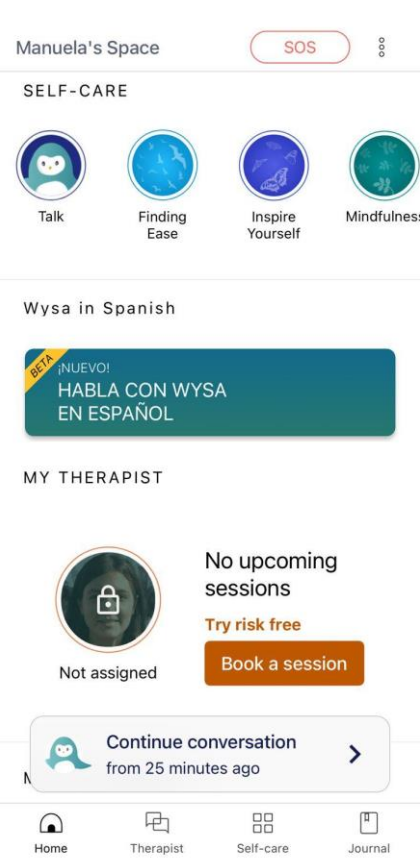 Manuela's Space
SOS
SELF-CARE
Talk
Finding
Ease
Inspire
Yourself
Mindfulness
Wysa in Spanish
BETA
¡NUEVO!
HABLA CON WYSA
EN ESPAÑOL
MY THERAPIST
No upcoming
sessions
Try risk free
Book a session
Not assigned
Continue conversation
from 25 minutes ago
M
Home
Therapist
Self-care
Journal